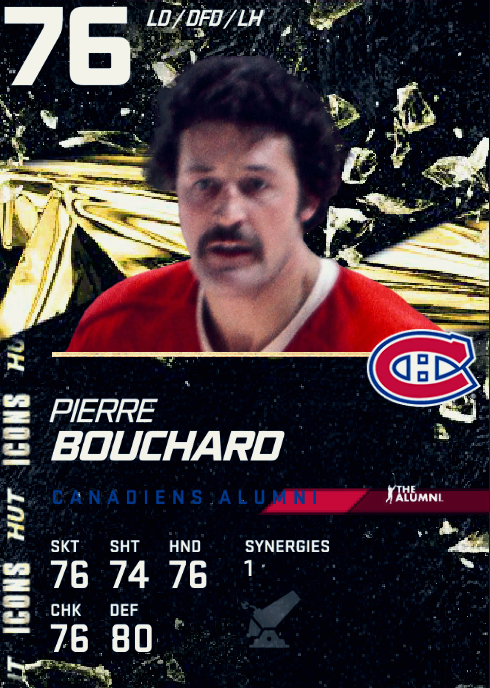 76
LD / DFD / LH
PIERRE
BOUCHARD
CANADIENS ALUMNI
THE
ALUMNI.
SKT SHT HND SYNERGIES
76 74 76 1
CHK DEF
76 80
HUT
ICONS
HUT
ICONS